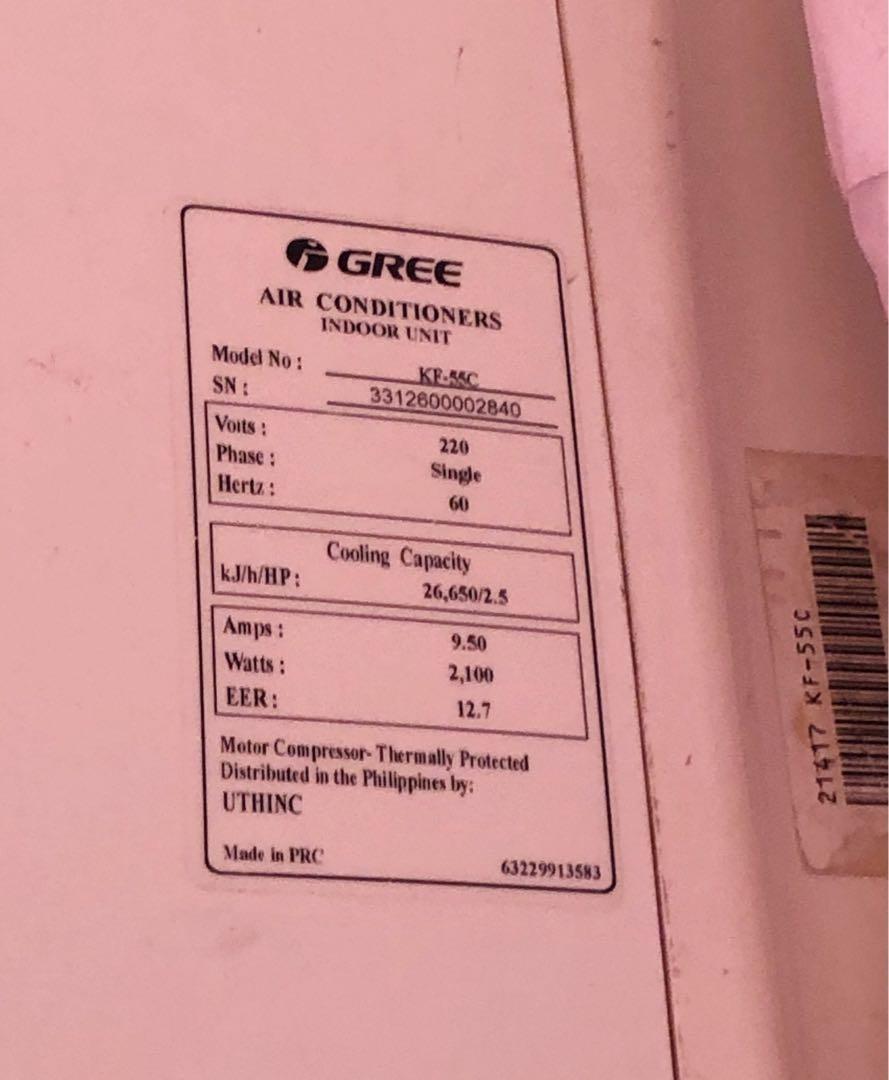 GREE
AIR CONDITIONERS
INDOOR UNIT
Model No : KF-55C
SN : 3312600002840
Volts : 220
Phase : Single
Hertz : 60
Cooling Capacity
kJ/h/HP : 26,650/2.5
Amps : 9.50
Watts : 2,100
EER : 12.7
Motor Compressor- Thermally Protected
Distributed in the Philippines by:
UTHINC
Made in PRC 63229913583
21417 KF-55C